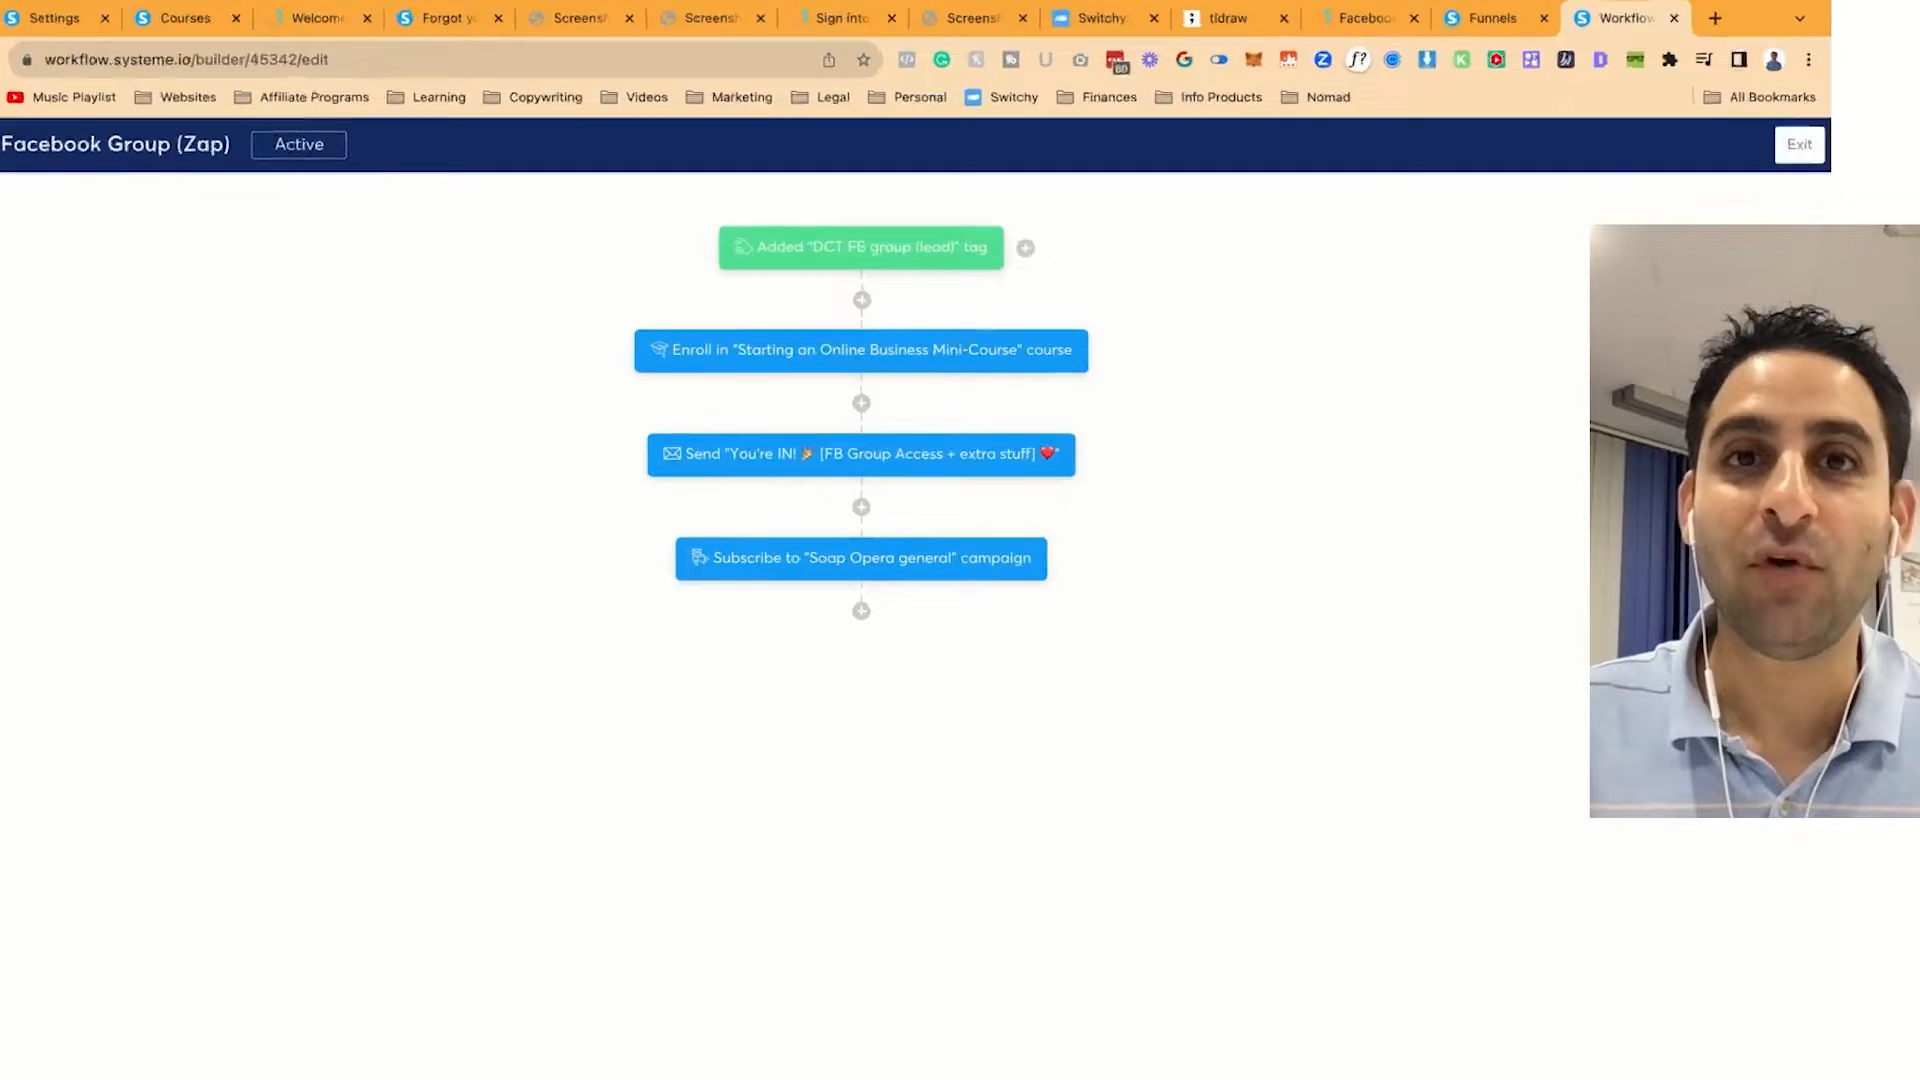 Settings
Courses
Welcome
Forgot y
Screensh
Screensh
Sign into
Screensh
Switchy
tldraw
Faceboo
Funnels
Workflow
workflow.systeme.io/builder/45342/edit
Music Playlist
Websites
Affiliate Programs
Learning
Copywriting
Videos
Marketing
Legal
Personal
Switchy
Finances
Info Products
Nomad
All Bookmarks
Facebook Group (Zap)
Active
Exit
Added "DCT FB group (lead)" tag
Enroll in "Starting an Online Business Mini-Course" course
Send "You're IN! 🎉 [FB Group Access + extra stuff] ❤️"
Subscribe to "Soap Opera general" campaign